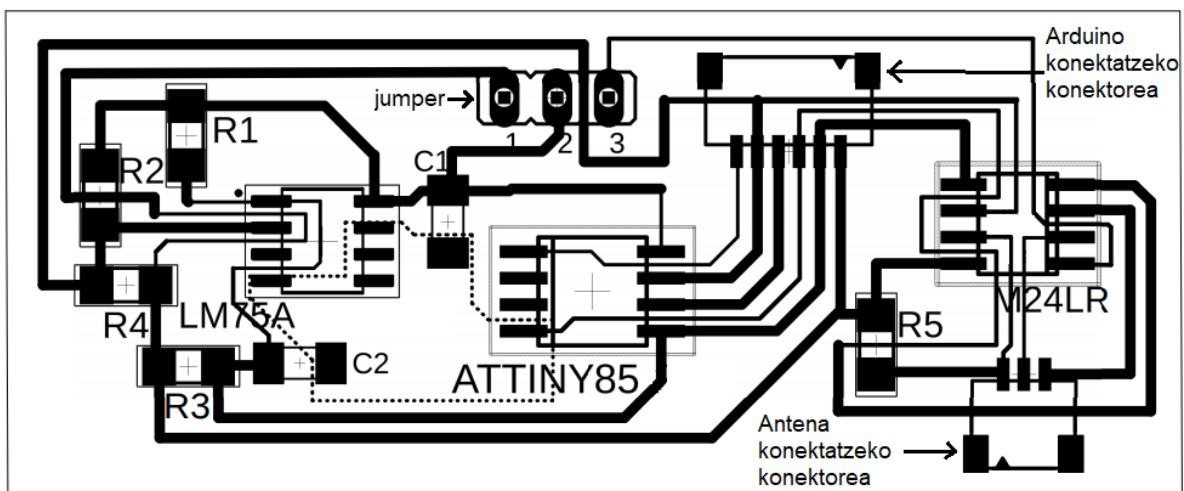 Arduino
konektatzeko
konektorea
jumper
1
2
3
R1
R2
C1
LM75A
R4
R3
C2
ATTINY85
M24LR
R5
Antena
konektatzeko
konektorea